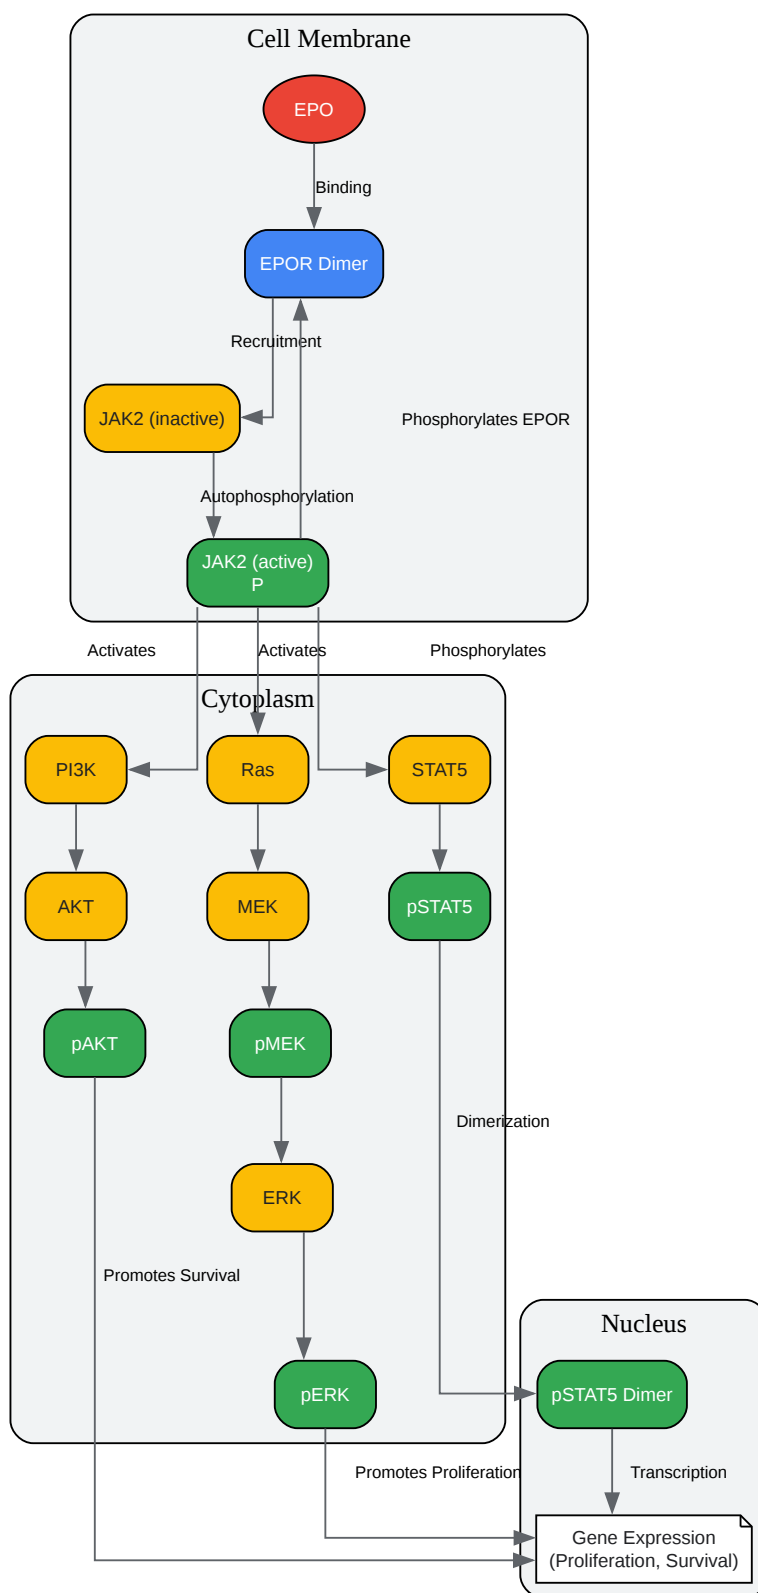 Cell Membrane
EPO
Binding
EPOR Dimer
Recruitment
JAK2 (inactive)
Phosphorylates EPOR
Autophosphorylation
JAK2 (active)
P
Activates
Activates
Phosphorylates
Cytoplasm
PI3K
Ras
STAT5
AKT
MEK
pSTAT5
pAKT
pMEK
Dimerization
ERK
Promotes Survival
Nucleus
pERK
pSTAT5 Dimer
Promotes Proliferation
Transcription
Gene Expression
(Proliferation, Survival)